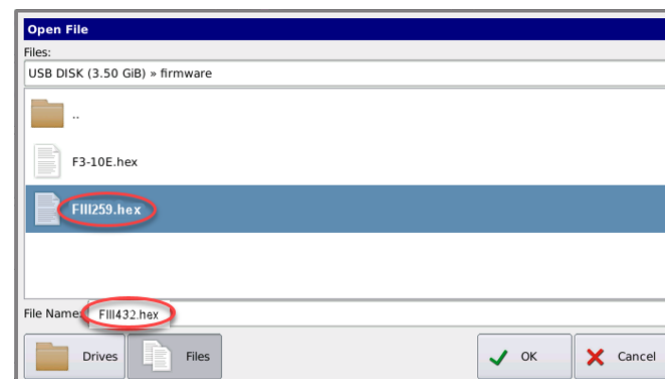 Open File
Files:
USB DISK (3.50 GiB) » firmware
..
F3-10E.hex
FIII259.hex
File Name: FIII432.hex
Drives Files OK Cancel